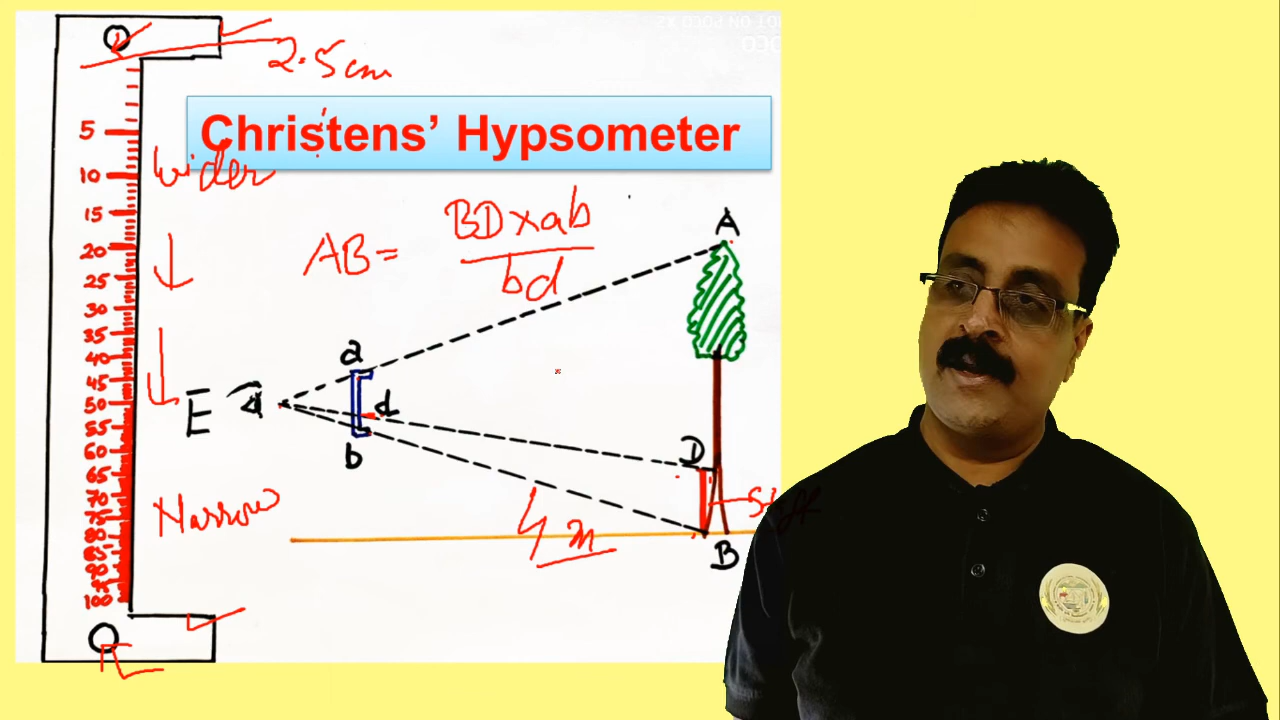 2.5cm
Christens' Hypsometer
wider
AB = BD×ab
bd
5
10
15
20
25
30
35
40
45
50
55
60
65
70
Narrow
A
a
E
d
b
D
B
4 m